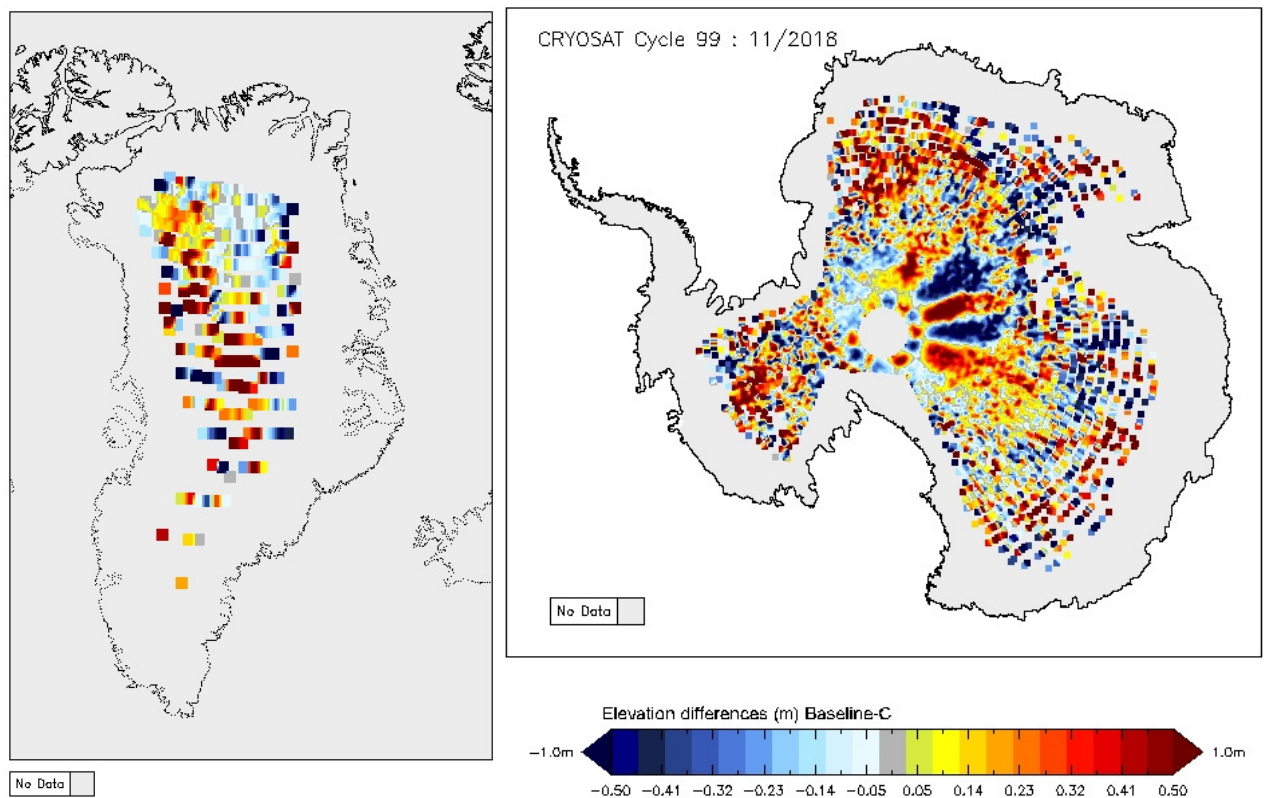 CRYOSAT Cycle 99 : 11/2018
No Data
Elevation differences (m) Baseline-C
-1.0m
1.0m
-0.50 -0.41 -0.32 -0.23 -0.14 -0.05 0.05 0.14 0.23 0.32 0.41 0.50
No Data